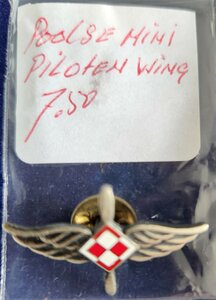 POOLSE MINI
PILOTEN WING
7,50